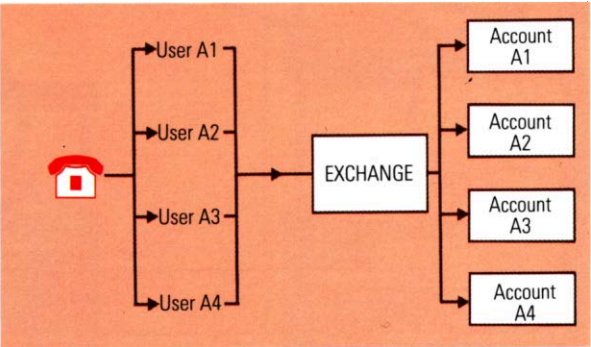 User A1
User A2
User A3
User A4
EXCHANGE
Account
A1
Account
A2
Account
A3
Account
A4